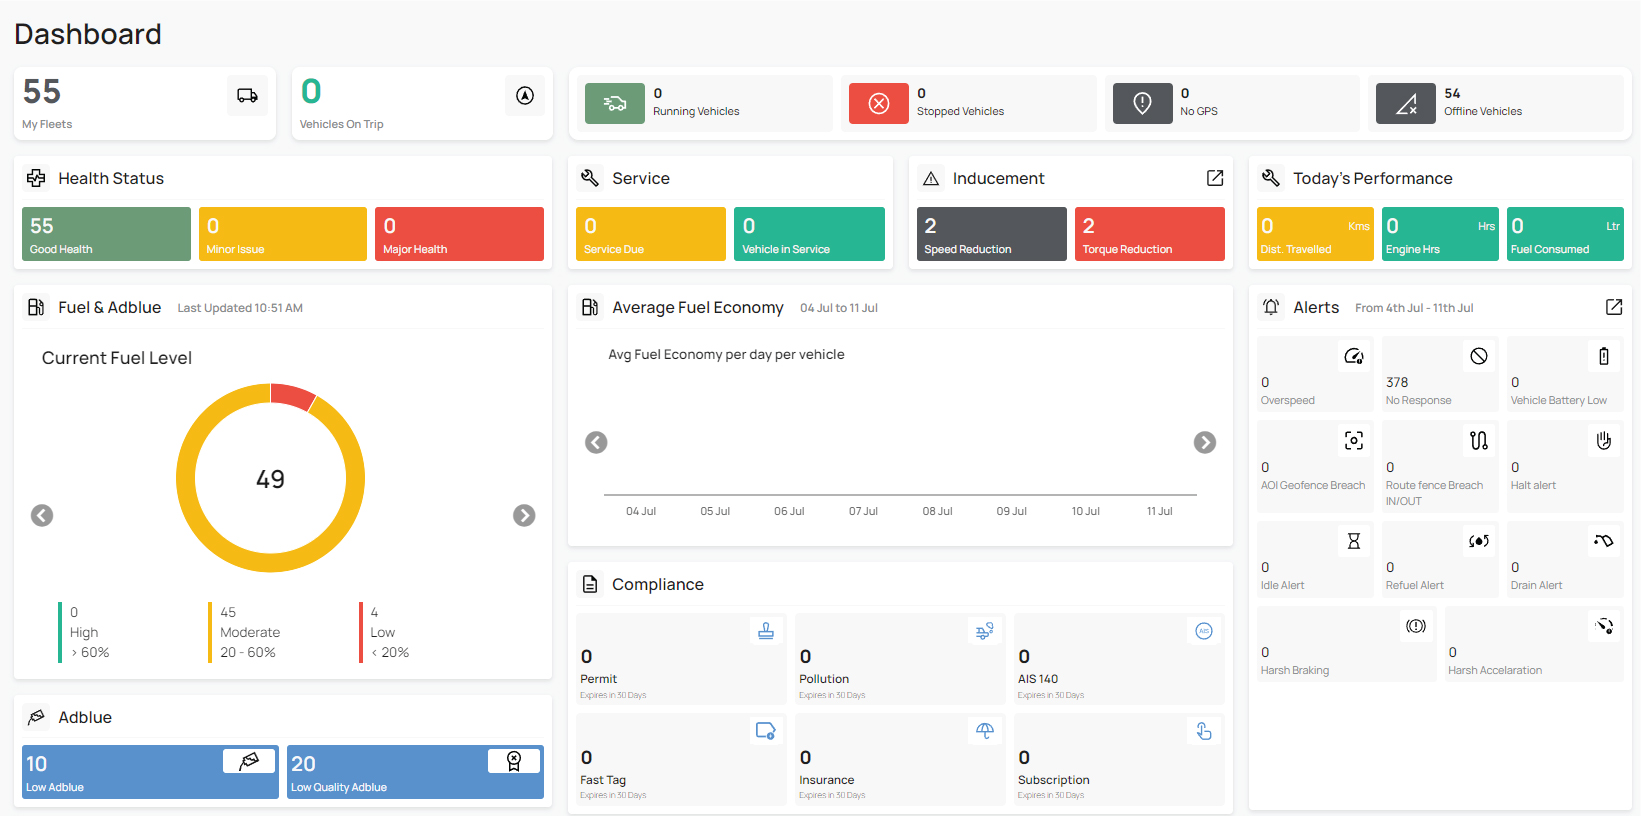 Dashboard
55
My Fleets
0
Vehicles On Trip
0
Running Vehicles
0
Stopped Vehicles
0
No GPS
54
Offline Vehicles
Health Status
55
Good Health
0
Minor Issue
0
Major Health
Service
0
Service Due
0
Vehicle in Service
Inducement
2
Speed Reduction
2
Torque Reduction
Today's Performance
0 Kms
Dist. Travelled
0 Hrs
Engine Hrs
0 Ltr
Fuel Consumed
Fuel & Adblue Last Updated 10:51 AM
Current Fuel Level
49
0
High
> 60%
45
Moderate
20 - 60%
4
Low
< 20%
Adblue
10
Low Adblue
20
Low Quality Adblue
Average Fuel Economy 04 Jul to 11 Jul
Avg Fuel Economy per day per vehicle
04 Jul 05 Jul 06 Jul 07 Jul 08 Jul 09 Jul 10 Jul 11 Jul
Compliance
0
Permit
Expires in 30 Days
0
Pollution
Expires in 30 Days
AIS
0
AIS 140
Expires in 30 Days
0
Fast Tag
Expires in 30 Days
0
Insurance
Expires in 30 Days
0
Subscription
Expires in 30 Days
Alerts From 4th Jul - 11th Jul
0
Overspeed
378
No Response
0
Vehicle Battery Low
0
AOI Geofence Breach
0
Route fence Breach
IN/OUT
0
Halt alert
0
Idle Alert
0
Refuel Alert
0
Drain Alert
0
Harsh Braking
0
Harsh Accelaration